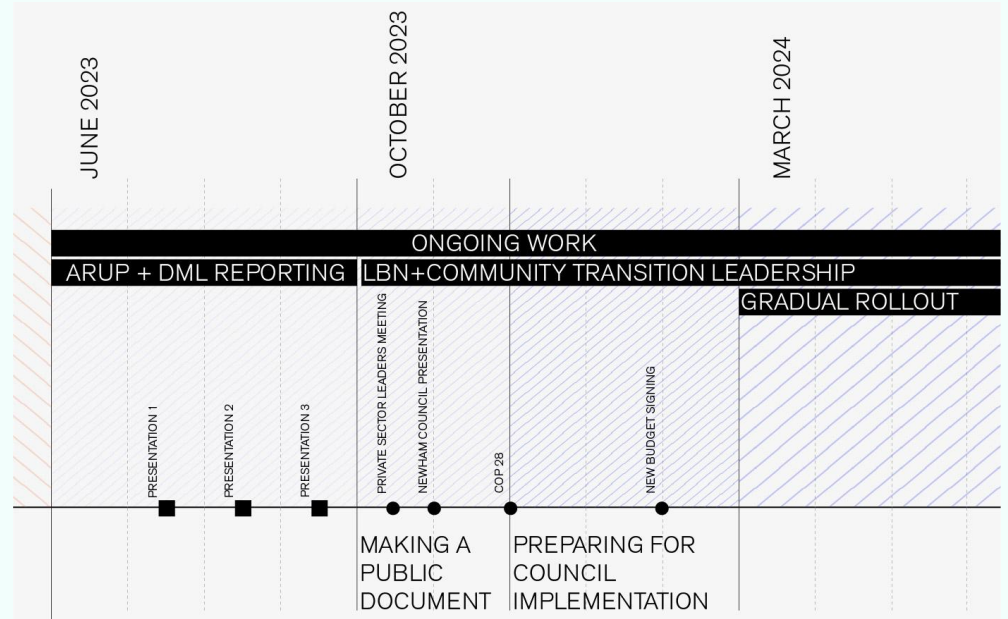 JUNE 2023
OCTOBER 2023
MARCH 2024
ONGOING WORK
ARUP + DML REPORTING
LBN+COMMUNITY TRANSITION LEADERSHIP
GRADUAL ROLLOUT
PRESENTATION 1
PRESENTATION 2
PRESENTATION 3
PRIVATE SECTOR LEADERS MEETING
NEWHAM COUNCIL PRESENTATION
COP 28
NEW BUDGET SIGNING
MAKING A
PUBLIC
DOCUMENT
PREPARING FOR
COUNCIL
IMPLEMENTATION